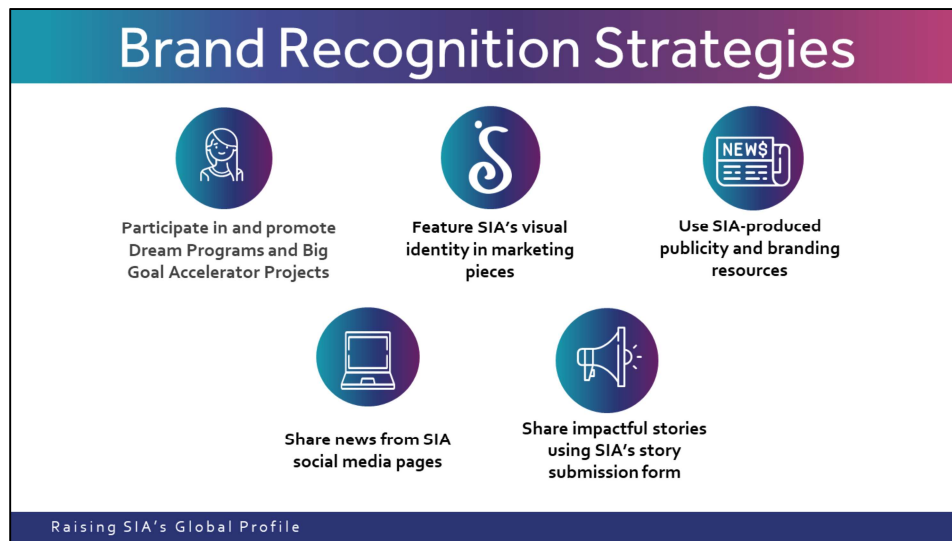 Brand Recognition Strategies
Participate in and promote
Dream Programs and Big
Goal Accelerator Projects
Feature SIA's visual
identity in marketing
pieces
NEW$
Use SIA-produced
publicity and branding
resources
Share news from SIA
social media pages
Share impactful stories
using SIA's story
submission form
Raising SIA's Global Profile